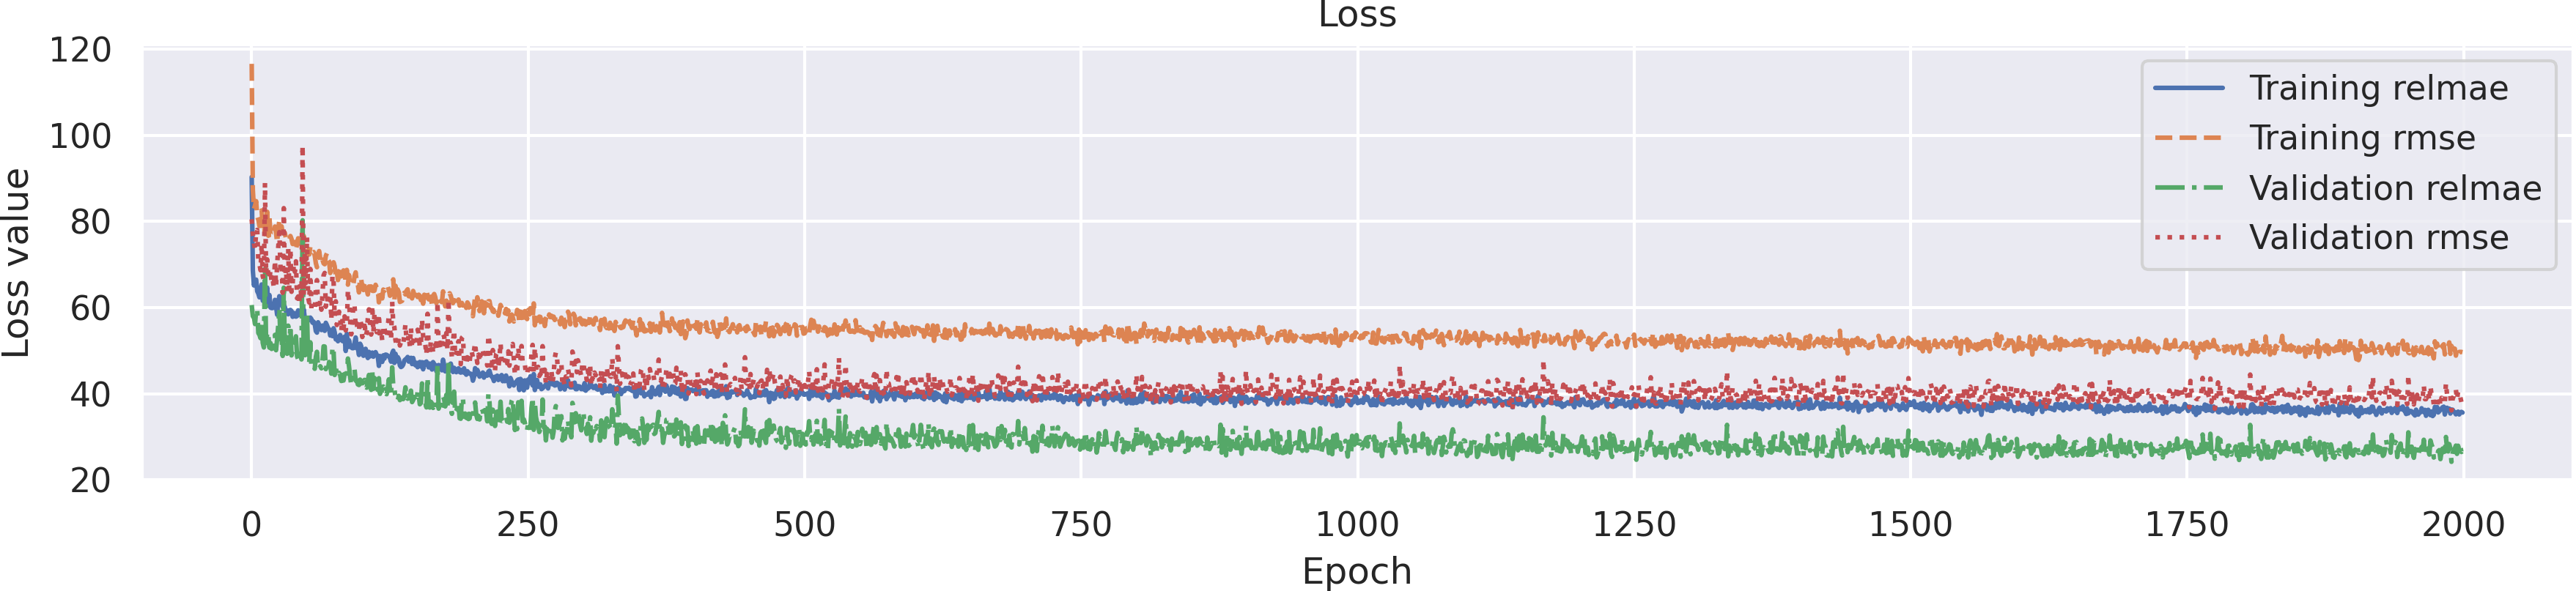 Loss
120
100
80
60
40
20
Loss value
Training relmae
Training rmse
Validation relmae
Validation rmse
0 250 500 750 1000 1250 1500 1750 2000
Epoch